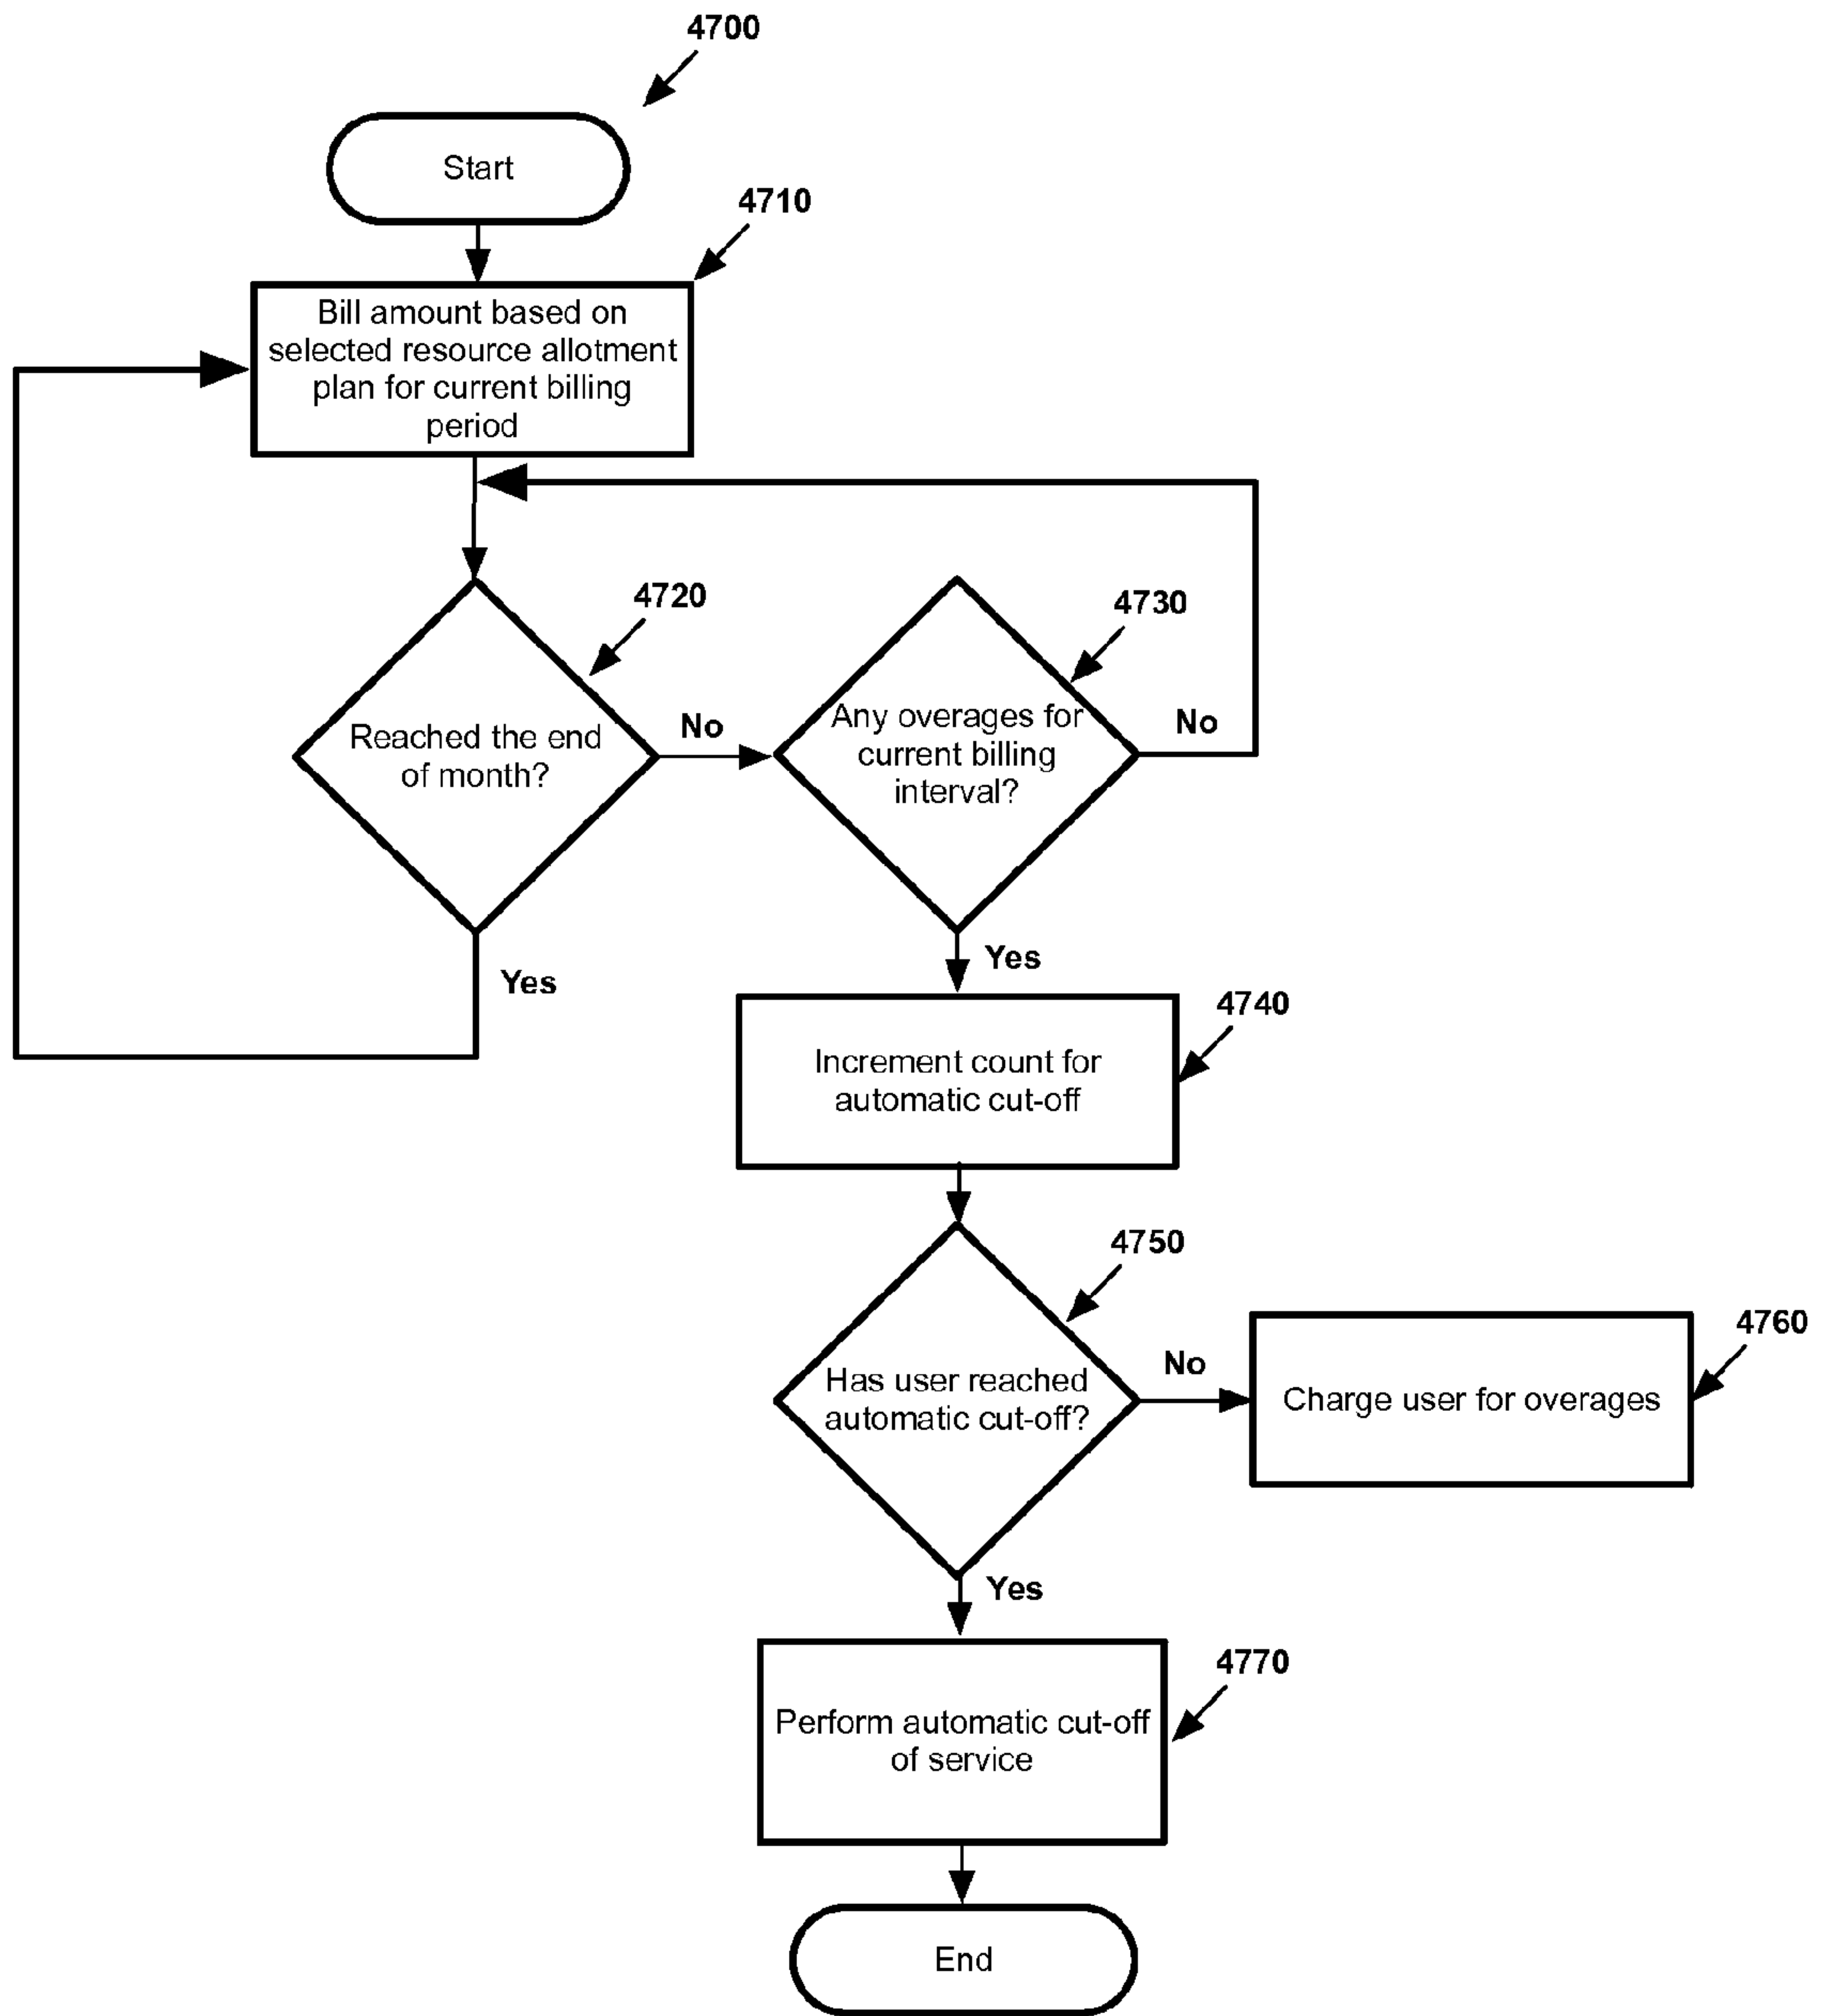 4700
Start
4710
Bill amount based on
selected resource allotment
plan for current billing
period
4720
4730
Reached the end
of month?
No
Any overages for
current billing
interval?
No
Yes
Yes
4740
Increment count for
automatic cut-off
4750
Has user reached
automatic cut-off?
No
4760
Charge user for overages
Yes
4770
Perform automatic cut-off
of service
End